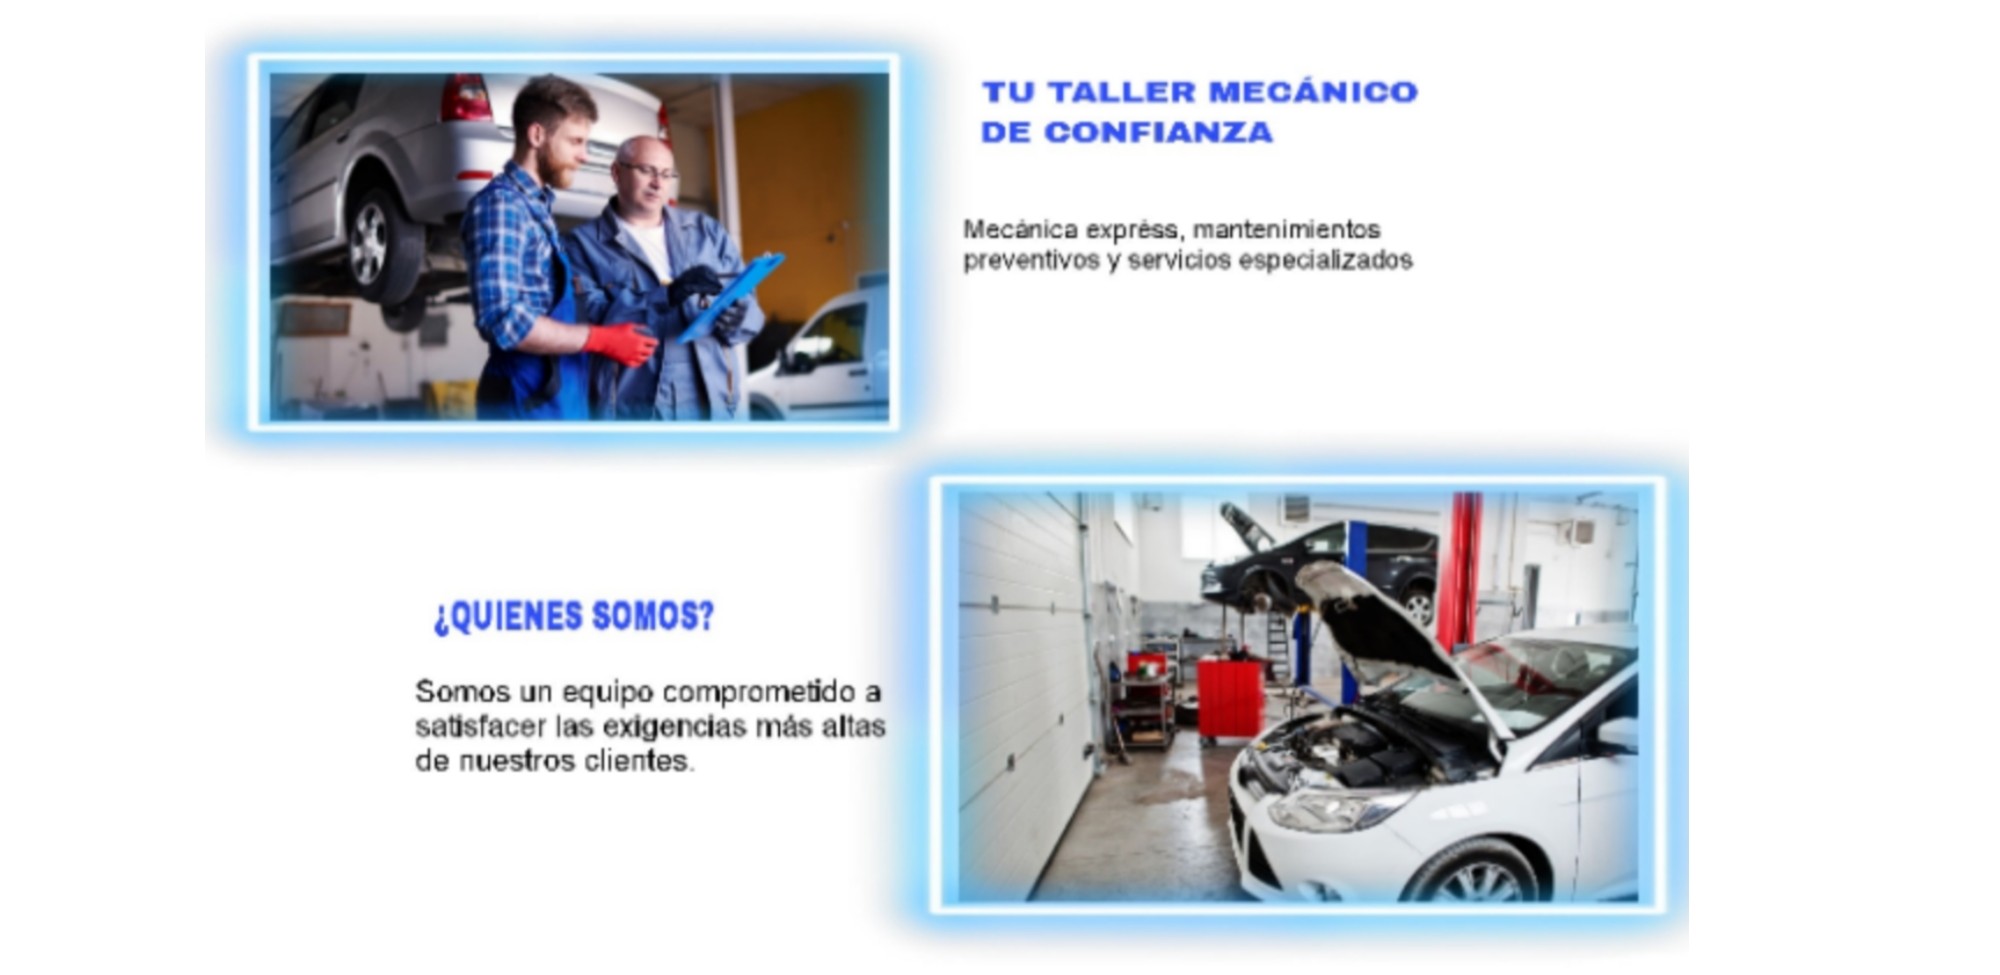 TU TALLER MECÁNICO
DE CONFIANZA
Mecánica expréss, mantenimientos
preventivos y servicios especializados
¿QUIENES SOMOS?
Somos un equipo comprometido a
satisfacer las exigencias más altas
de nuestros clientes.